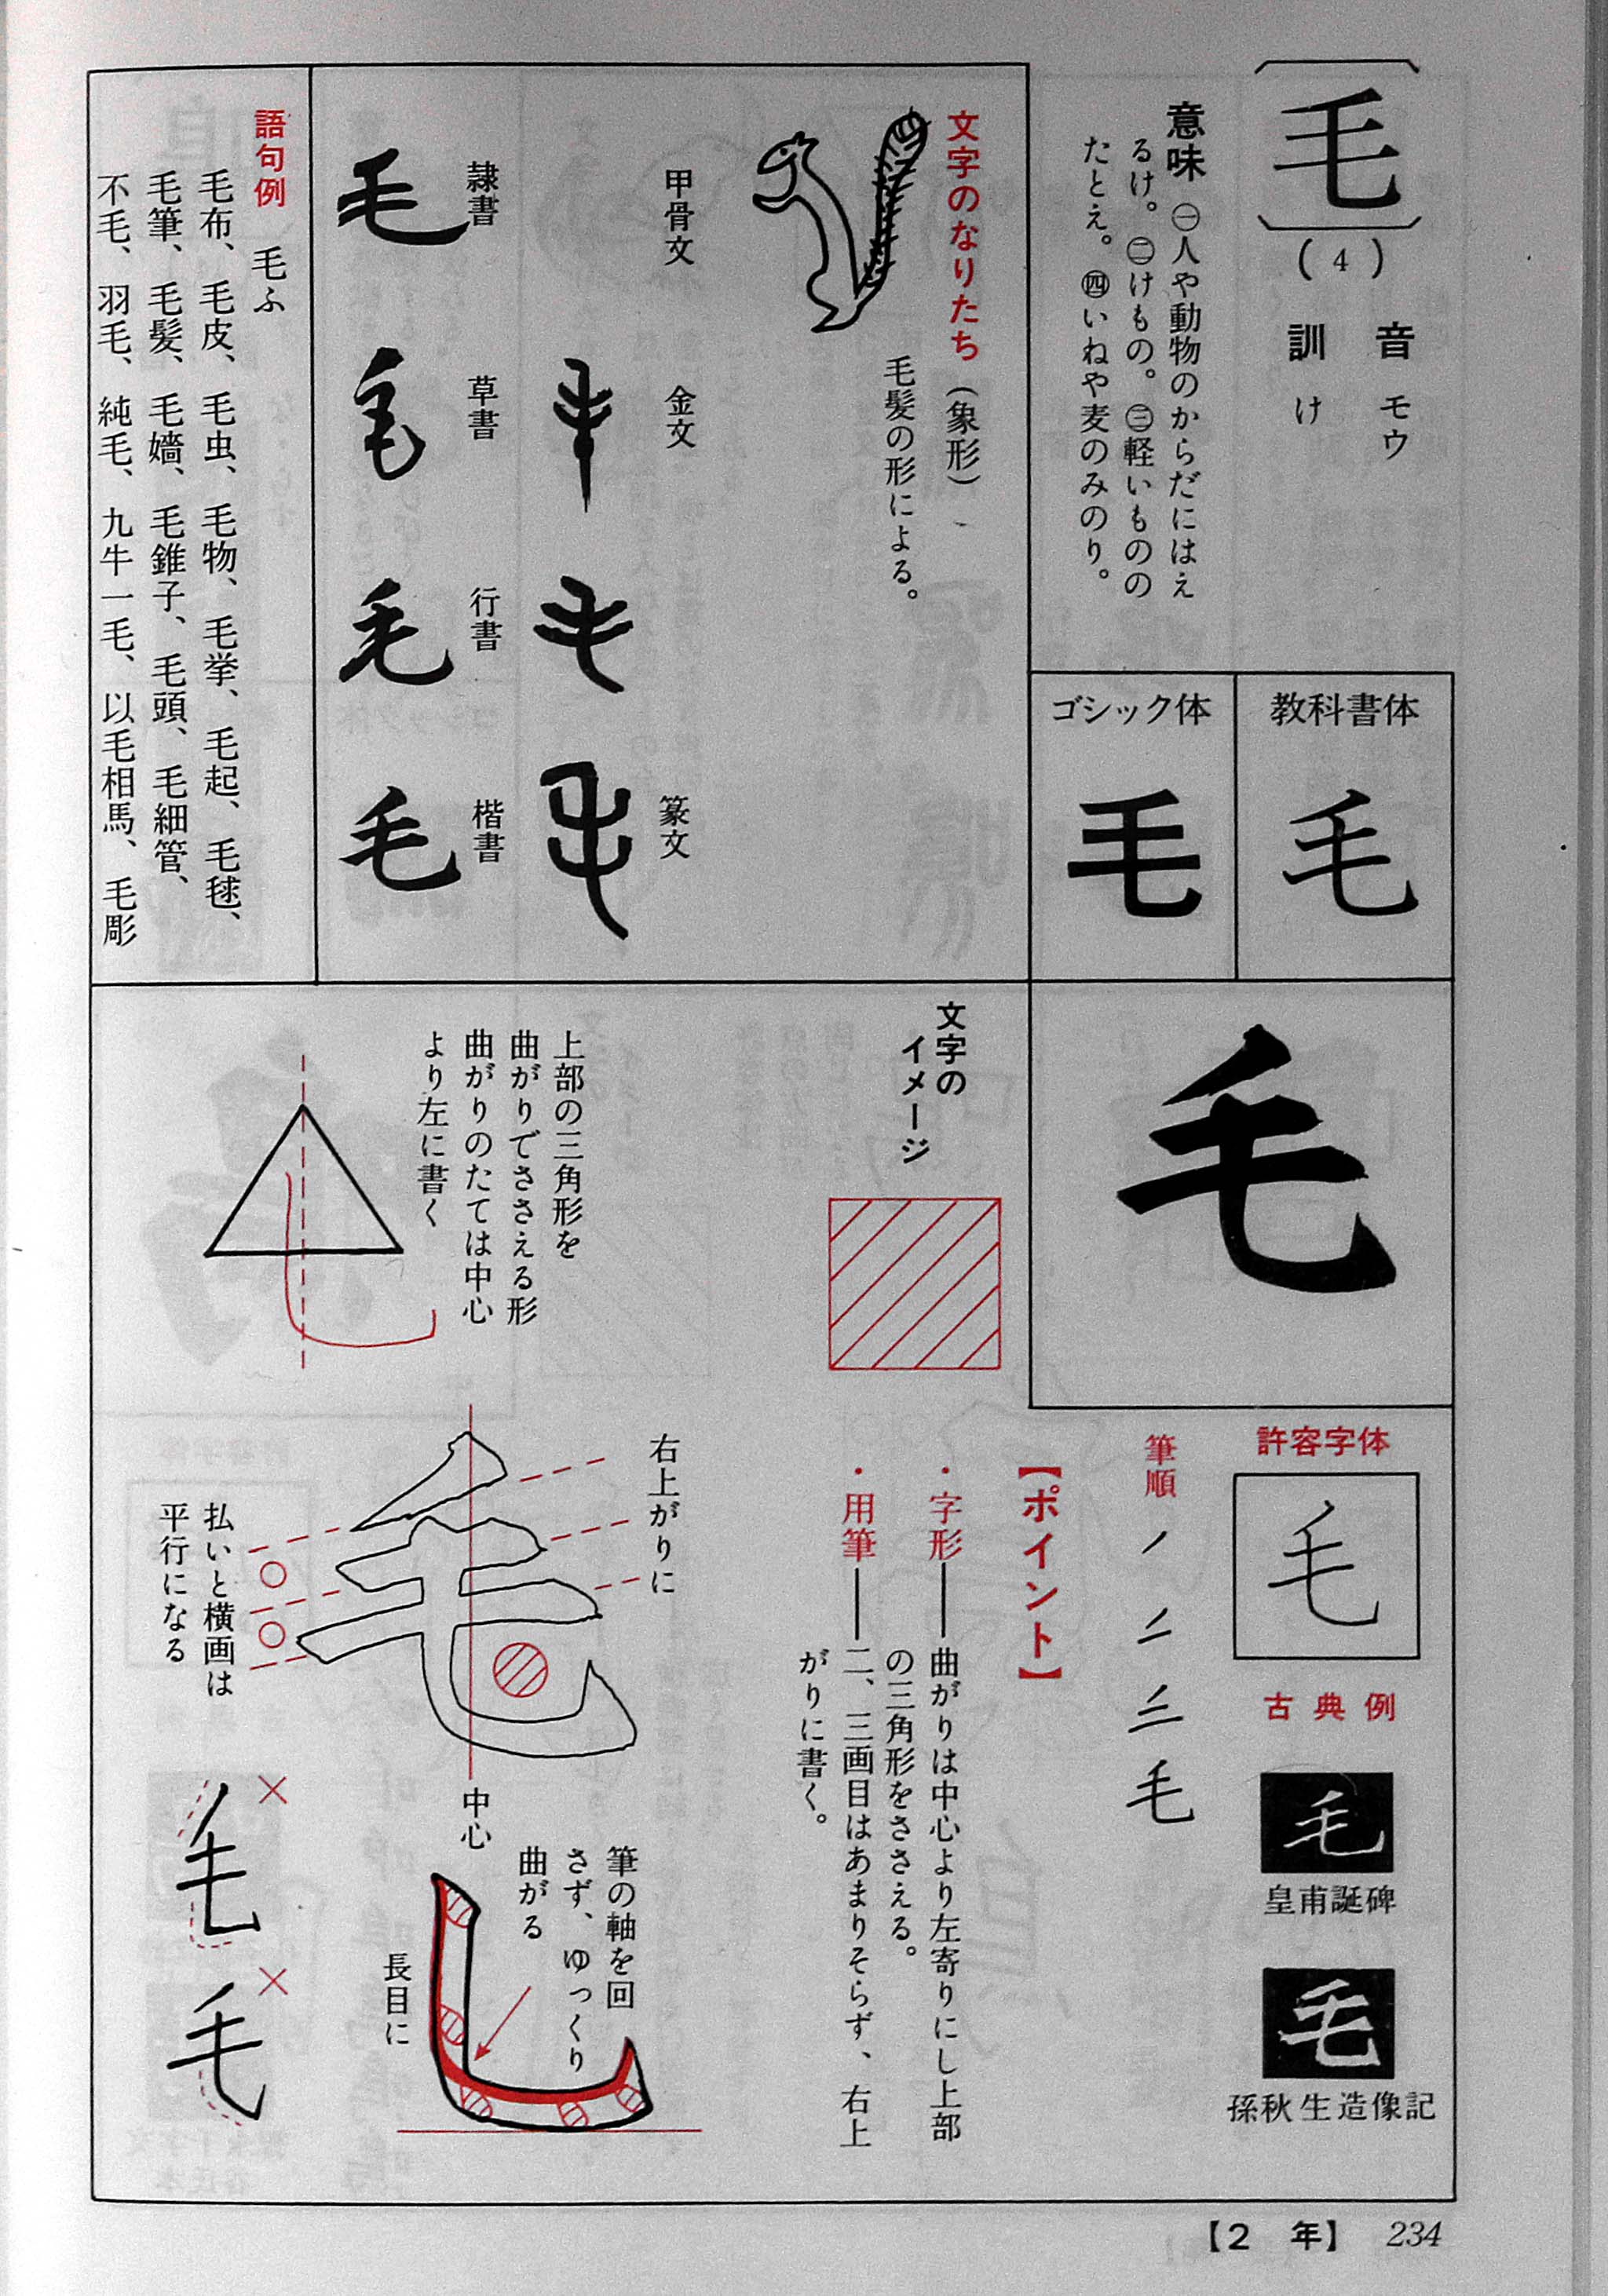 毛
(4)
音 モウ
訓 け
意味 ㊀人や動物のからだにはえ
るけ。㊁けもの。㊂軽いものの
たとえ。㊃いねや麦のみのり。
教科書体
毛
ゴシック体
毛
文字のなりたち(象形)
毛髪の形による。
甲骨文
金文
篆文
隷書
毛
草書
毛
行書
毛
楷書
毛
語句例 毛ふ
毛布、毛皮、毛虫、毛物、毛挙、毛起、毛毬、
毛筆、毛髪、毛嬙、毛錐子、毛頭、毛細管、
不毛、羽毛、純毛、九牛一毛、以毛相馬、毛彫
毛
文字の
イメージ
上部の三角形を
曲がりでささえる形
曲がりのたては中心
より左に書く
許容字体
毛
古典例
毛
皇甫誕碑
毛
孫秋生造像記
筆順
毛
【ポイント】
・字形――曲がりは中心より左寄りにし上部
の三角形をささえる。
・用筆――二、三画目はあまりそらず、右上
がりに書く。
右上がりに
毛
払いと横画は
平行になる
中心
筆の軸を回
さず、ゆっくり
曲がる
長目に
×
毛
×
毛
【2 年】 234